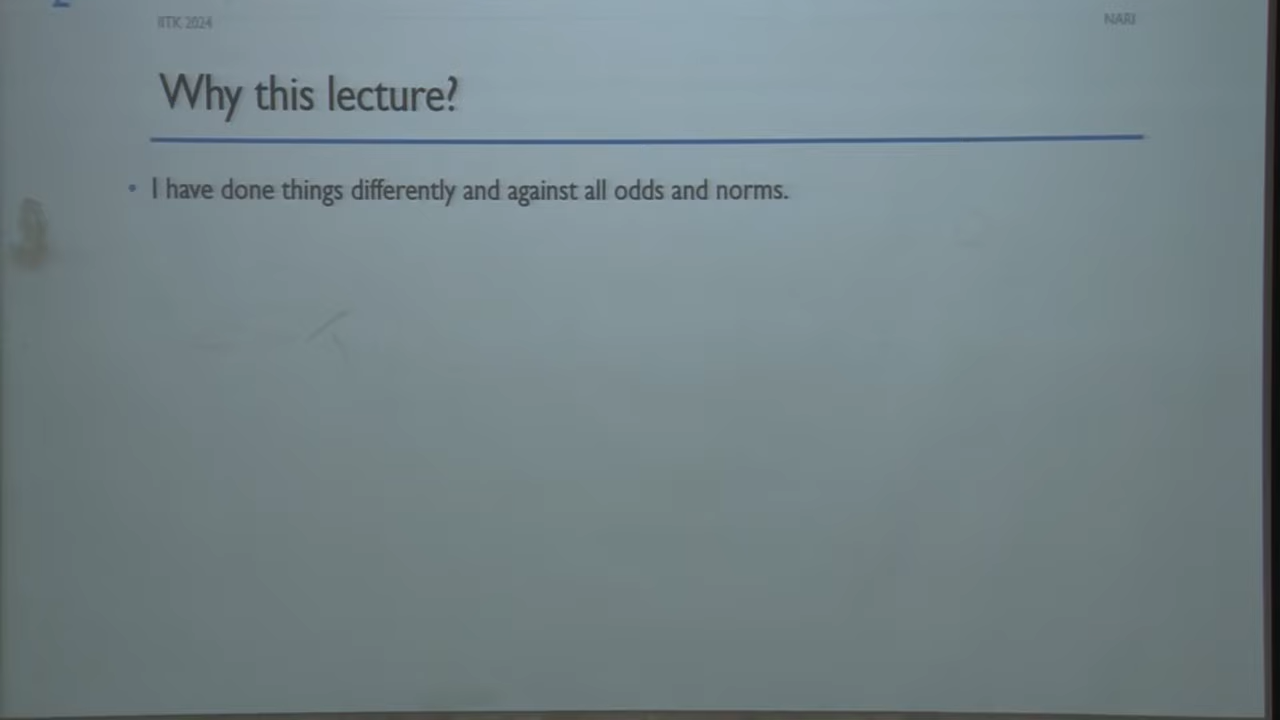 IITK 2024
NARI
Why this lecture?
• I have done things differently and against all odds and norms.